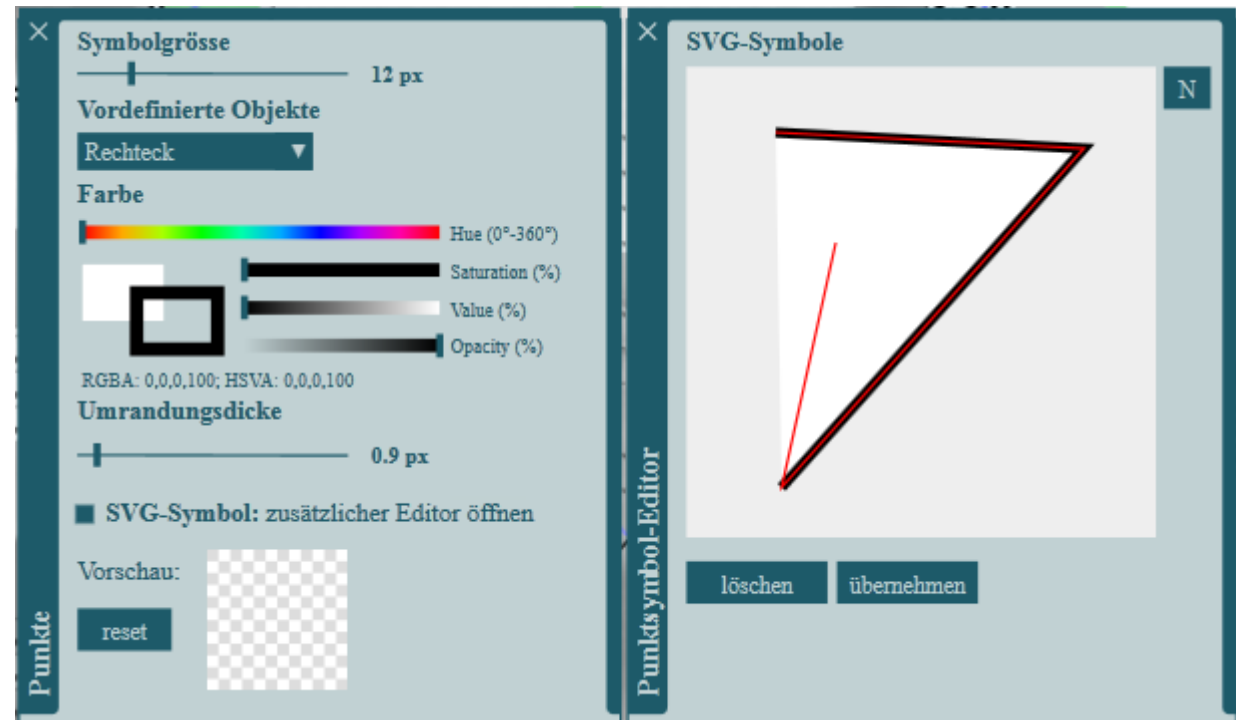 Symbolgrösse
12 px
Vordefinierte Objekte
Rechteck
Farbe
Hue (0°-360°)
Saturation (%)
Value (%)
Opacity (%)
RGBA: 0,0,0,100; HSVA: 0,0,0,100
Umrandungsdicke
0.9 px
SVG-Symbol: zusätzlicher Editor öffnen
Vorschau:
reset
Punkte
SVG-Symbole
N
löschen übernehmen
Punktsymbol-Editor